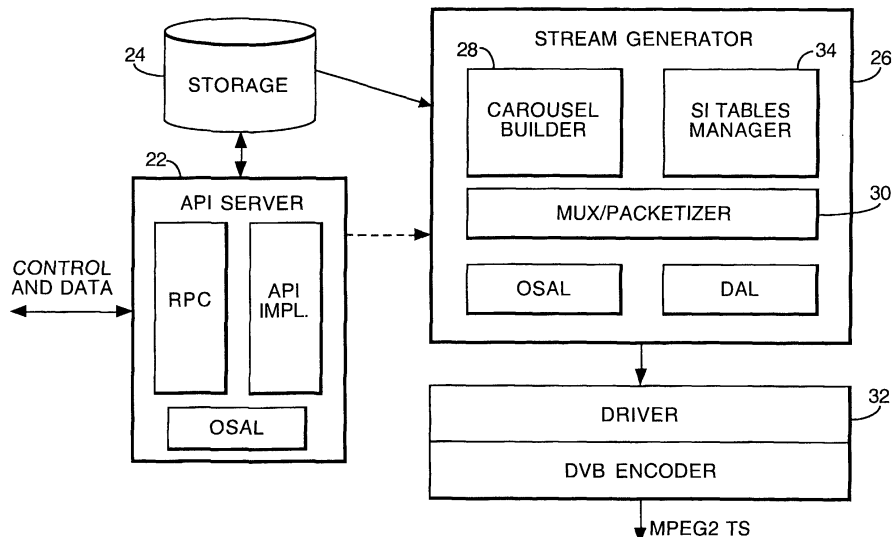 24
STORAGE
22
API SERVER
RPC
API
IMPL.
OSAL
CONTROL
AND DATA
STREAM GENERATOR
26
28
CAROUSEL
BUILDER
34
SI TABLES
MANAGER
MUX/PACKETIZER
30
OSAL
DAL
DRIVER
32
DVB ENCODER
MPEG2 TS